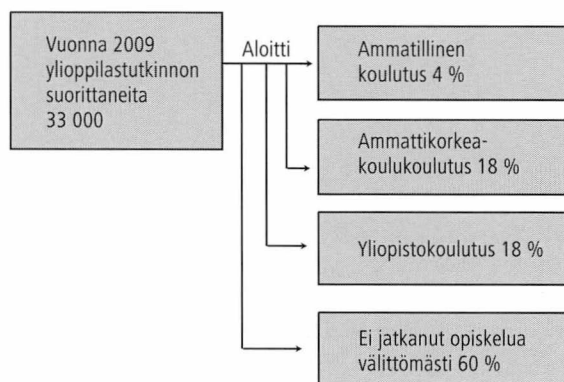 Vuonna 2009
ylioppilastutkinnon
suorittaneita
33 000
Aloitti
Ammatillinen
koulutus 4 %
Ammattikorkea-
koulukoulutus 18 %
Yliopistokoulutus 18 %
Ei jatkanut opiskelua
välittömästi 60 %